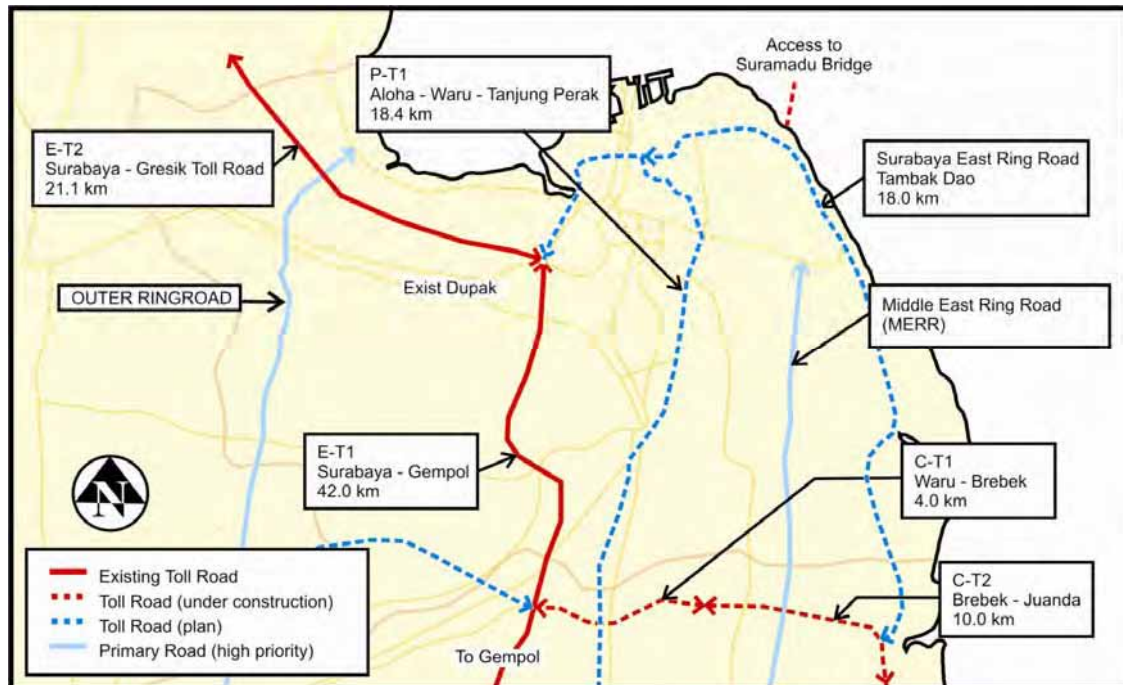 Access to
Suramadu Bridge
P-T1
Aloha - Waru - Tanjung Perak
18.4 km
E-T2
Surabaya - Gresik Toll Road
21.1 km
Surabaya East Ring Road
Tambak Dao
18.0 km
Exist Dupak
OUTER RINGROAD
Middle East Ring Road
(MERR)
E-T1
Surabaya - Gempol
42.0 km
C-T1
Waru - Brebek
4.0 km
N
Existing Toll Road
Toll Road (under construction)
Toll Road (plan)
Primary Road (high priority)
C-T2
Brebek - Juanda
10.0 km
To Gempol